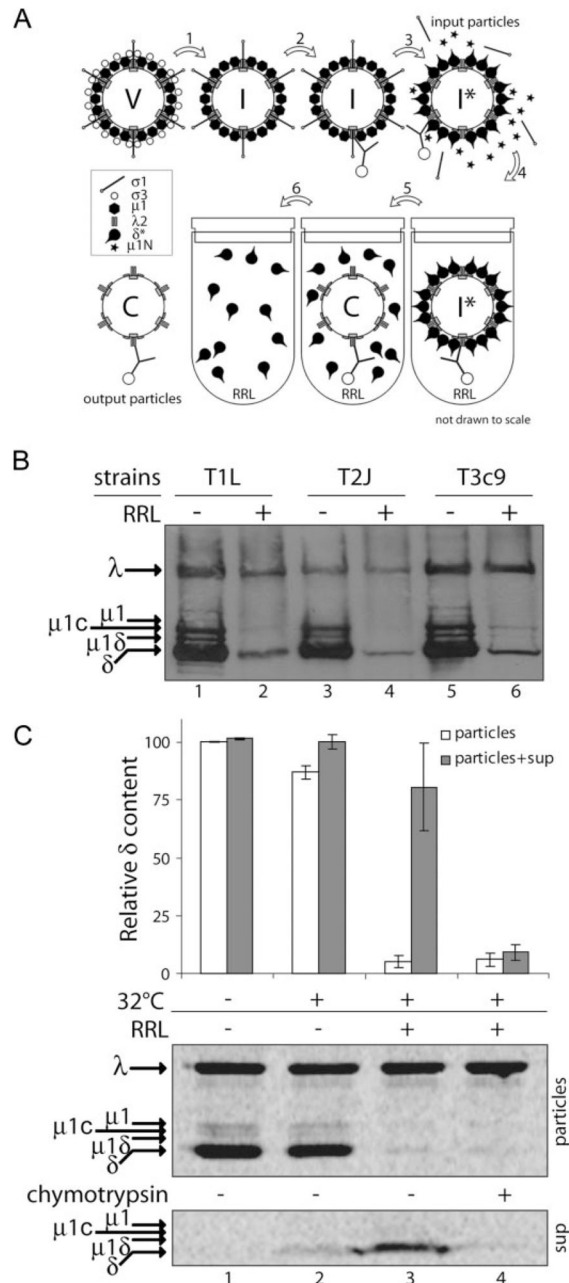 A
1
2
3
input particles
V
I
I
I*
4
σ1
σ3
μ1
λ2
δ*
μ1N
6
5
C
C
I*
RRL
RRL
RRL
output particles
not drawn to scale
B
strains T1L T2J T3c9
RRL - + - + - +
λ
μ1
μ1C
μ1δ
δ
1 2 3 4 5 6
C
particles
particles+sup
Relative δ content
100
75
50
25
0
32°C - + + +
RRL - - + +
λ
μ1
μ1C
μ1δ
δ
particles
chymotrypsin - - - +
μ1
μ1C
μ1δ
δ
sup
1 2 3 4